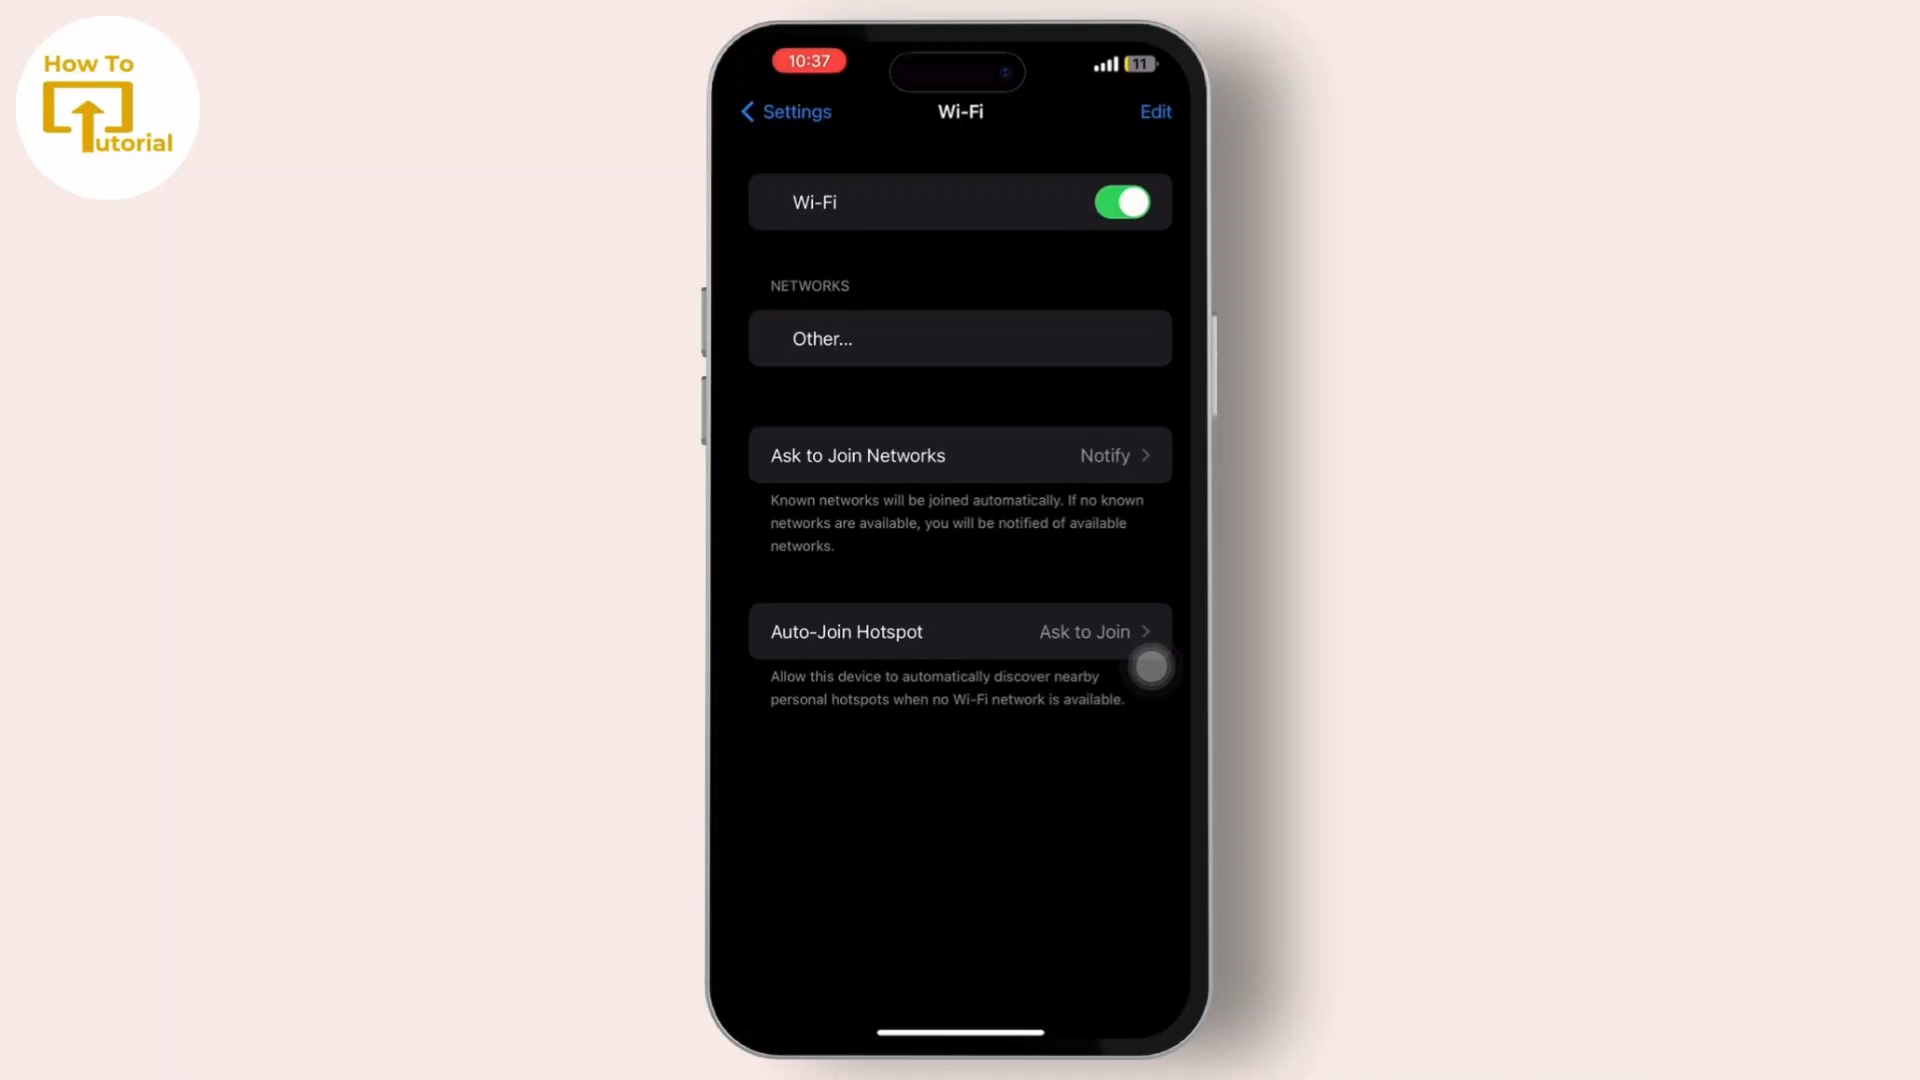 How To
Tutorial
10:37
11
Settings
Wi-Fi
Edit
Wi-Fi
NETWORKS
Other...
Ask to Join Networks
Notify
Known networks will be joined automatically. If no known
networks are available, you will be notified of available
networks.
Auto-Join Hotspot
Ask to Join
Allow this device to automatically discover nearby
personal hotspots when no Wi-Fi network is available.